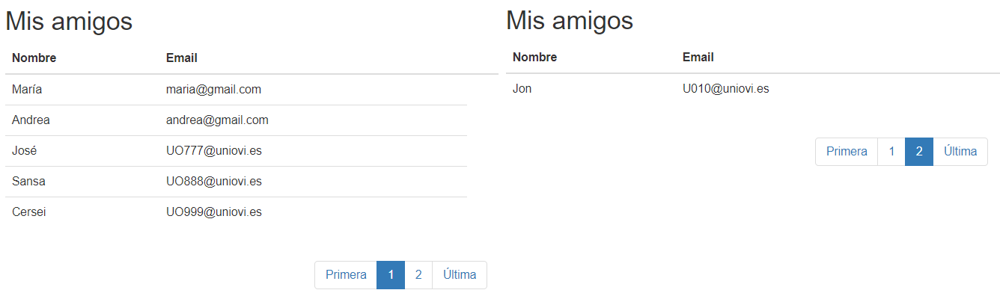 Mis amigos
Nombre Email
María maria@gmail.com
Andrea andrea@gmail.com
José UO777@uniovi.es
Sansa UO888@uniovi.es
Cersei UO999@uniovi.es
Primera 1 2 Última
Mis amigos
Nombre Email
Jon U010@uniovi.es
Primera 1 2 Última